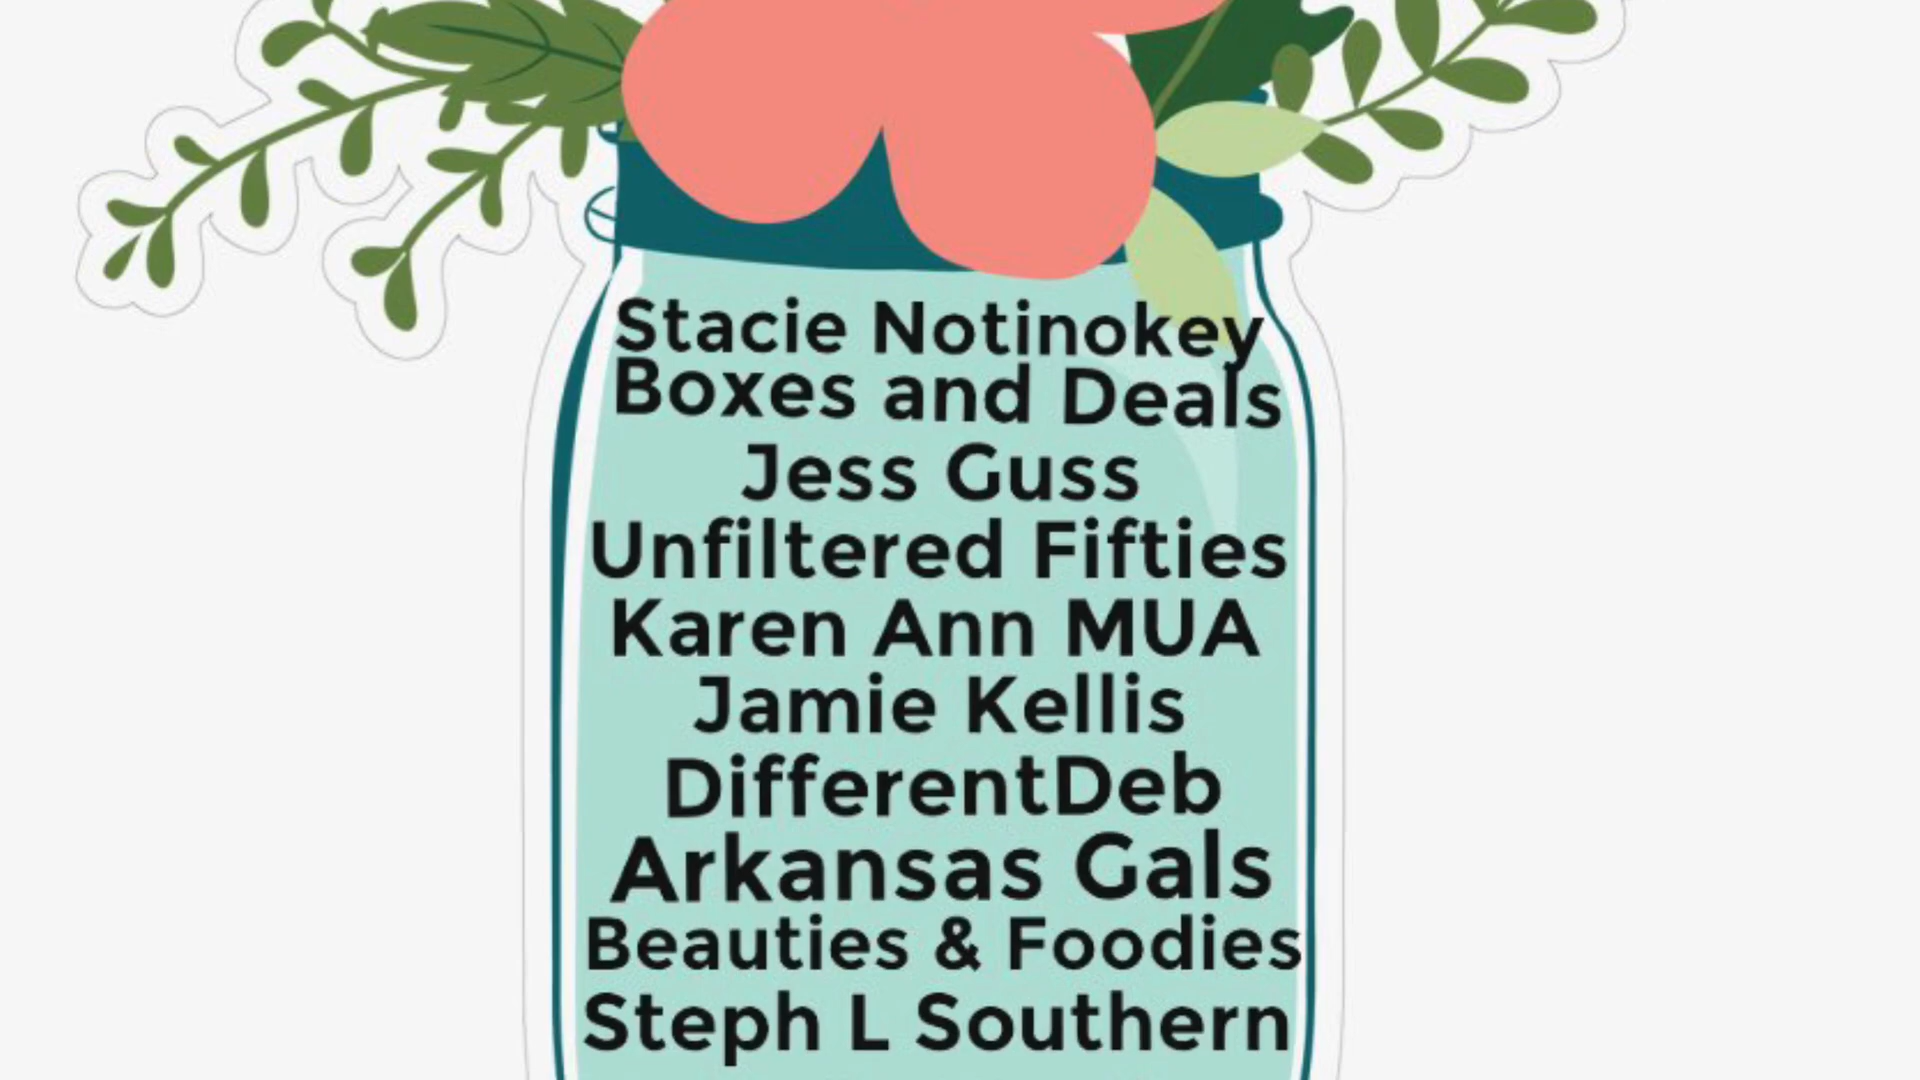 Stacie Notinokey
Boxes and Deals
Jess Guss
Unfiltered Fifties
Karen Ann MUA
Jamie Kellis
DifferentDeb
Arkansas Gals
Beauties & Foodies
Steph L Southern